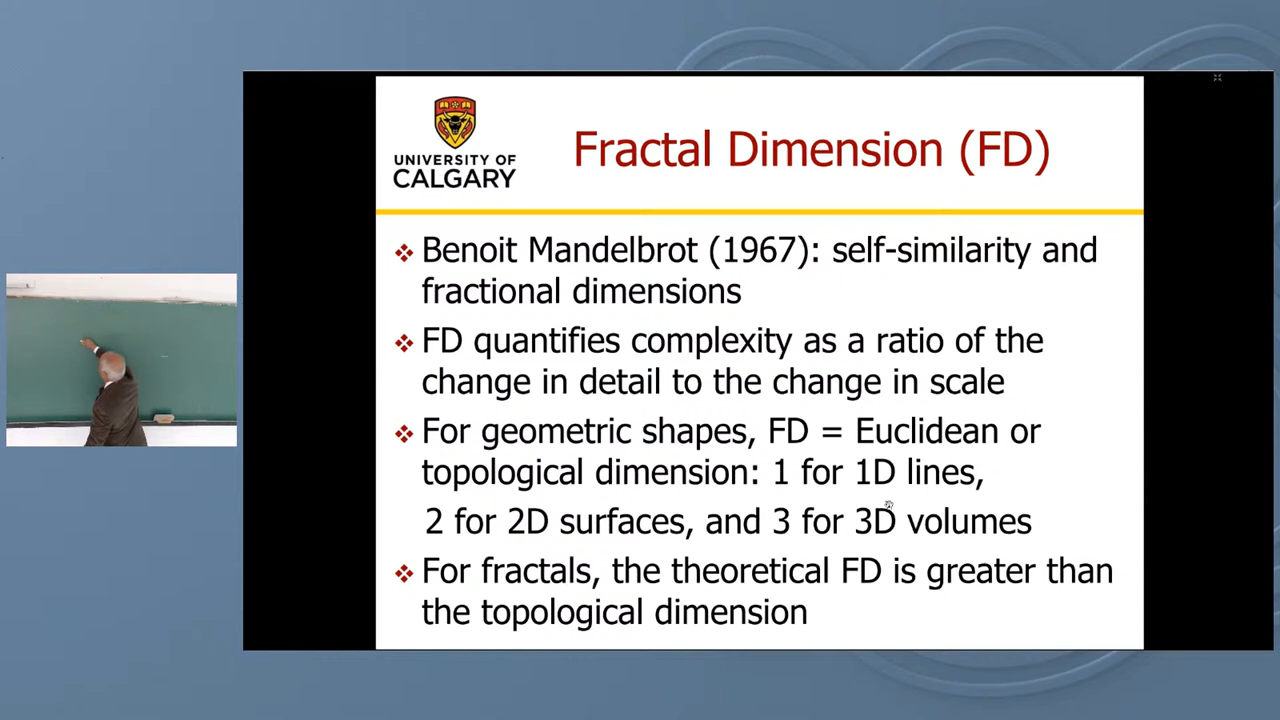 UNIVERSITY OF
CALGARY
Fractal Dimension (FD)
❖ Benoit Mandelbrot (1967): self-similarity and
fractional dimensions
❖ FD quantifies complexity as a ratio of the
change in detail to the change in scale
❖ For geometric shapes, FD = Euclidean or
topological dimension: 1 for 1D lines,
2 for 2D surfaces, and 3 for 3D volumes
❖ For fractals, the theoretical FD is greater than
the topological dimension